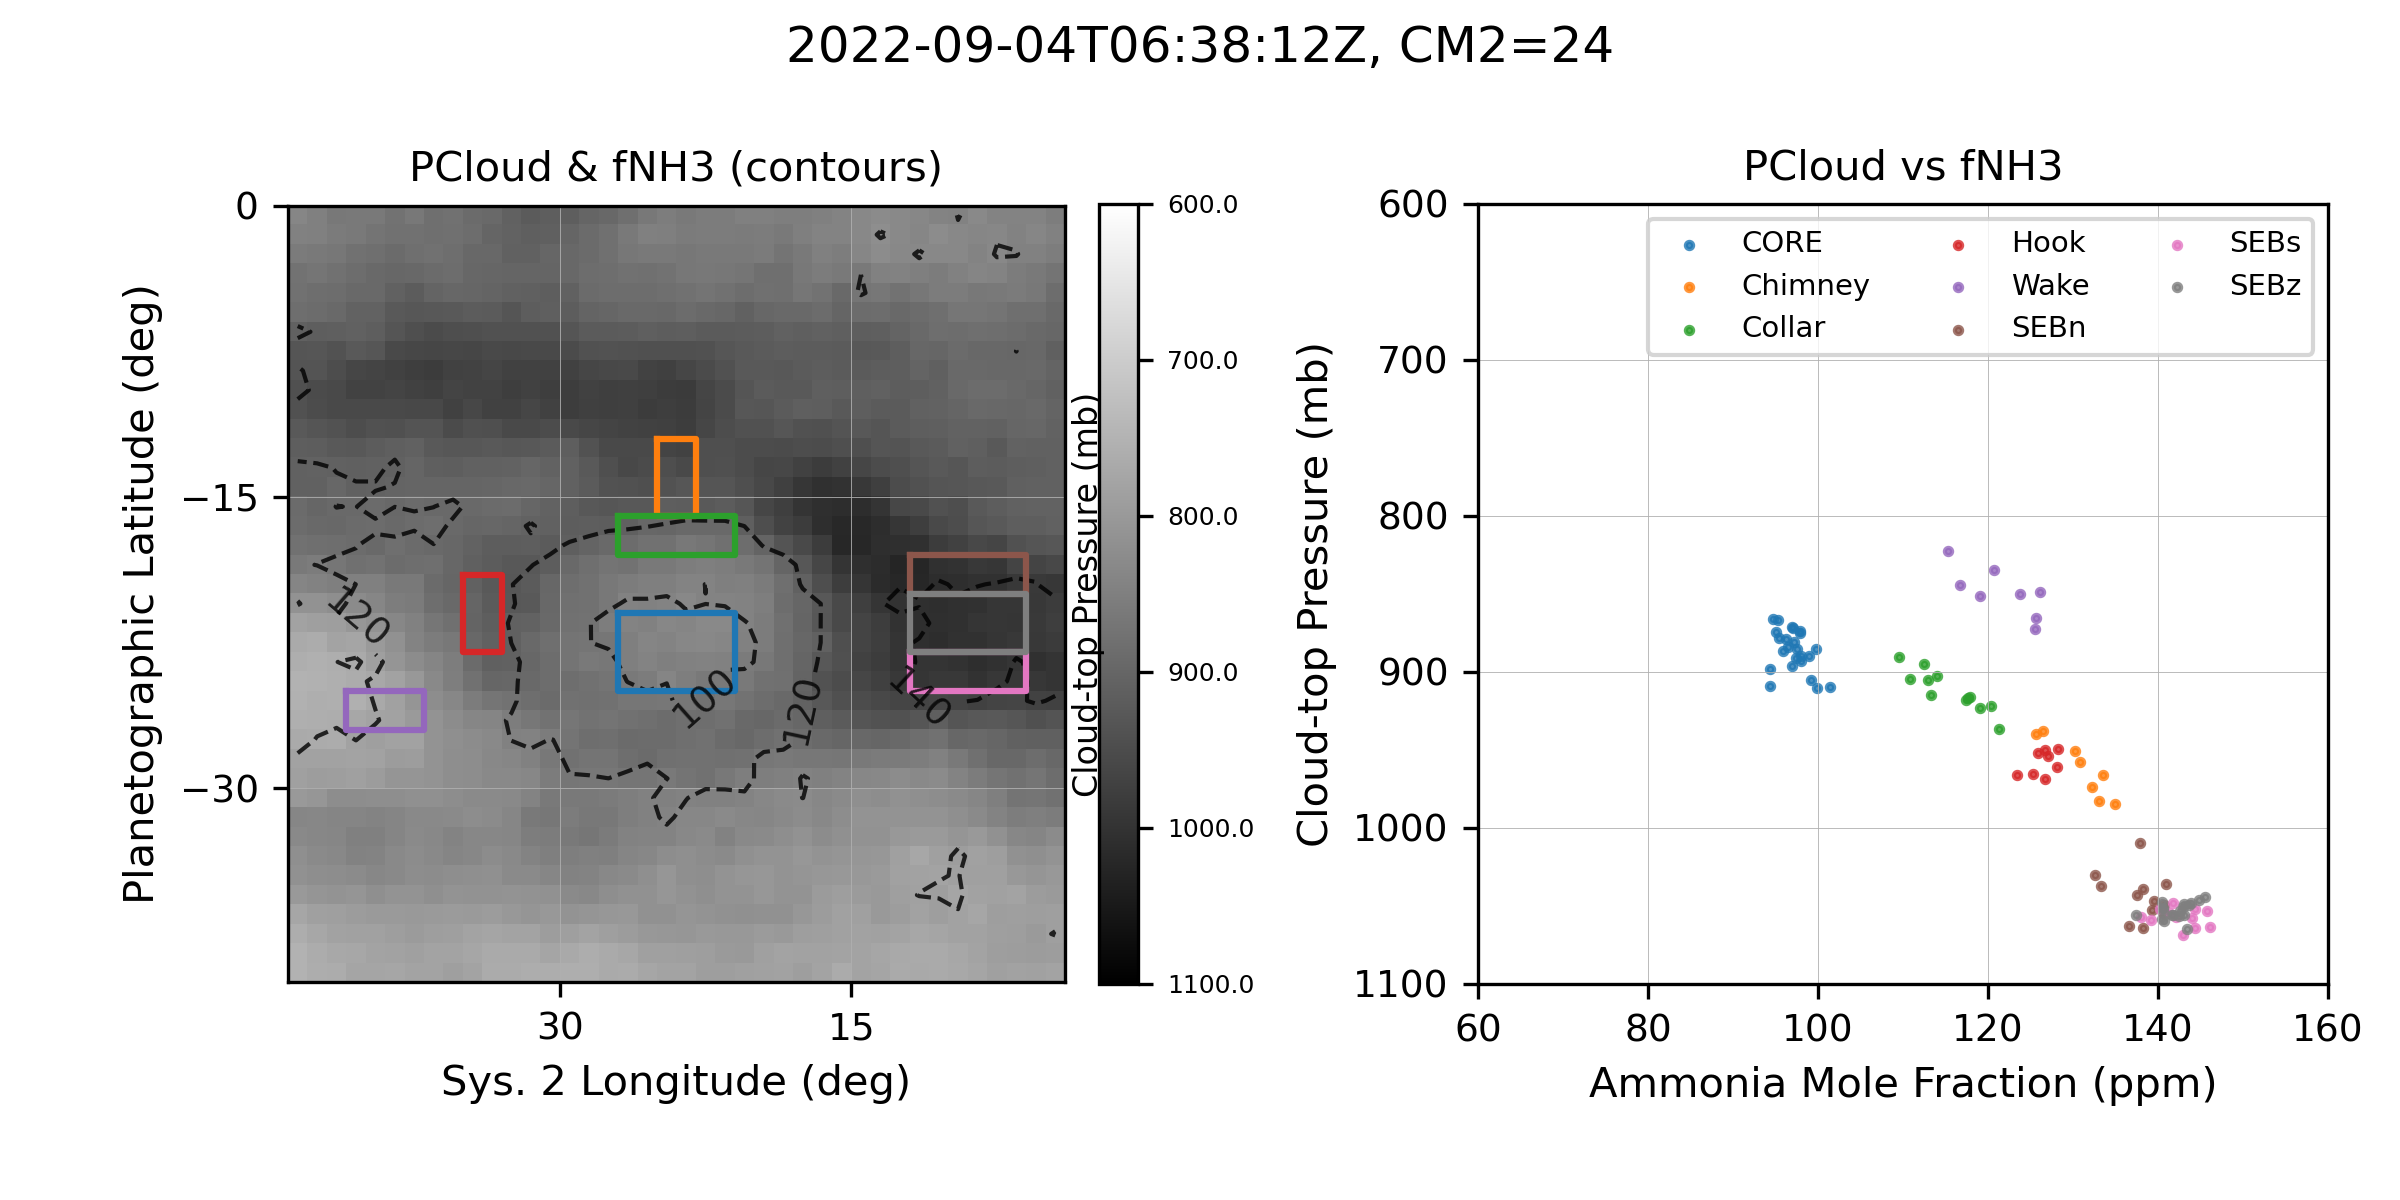 2022-09-04T06:38:12Z, CM2=24
PCloud & fNH3 (contours)
0
−15
−30
Planetographic Latitude (deg)
120
100
120
140
30
15
Sys. 2 Longitude (deg)
Cloud-top Pressure (mb)
600.0
700.0
800.0
900.0
1000.0
1100.0
PCloud vs fNH3
CORE
Chimney
Collar
Hook
Wake
SEBn
SEBs
SEBz
600
700
800
900
1000
1100
Cloud-top Pressure (mb)
60
80
100
120
140
160
Ammonia Mole Fraction (ppm)